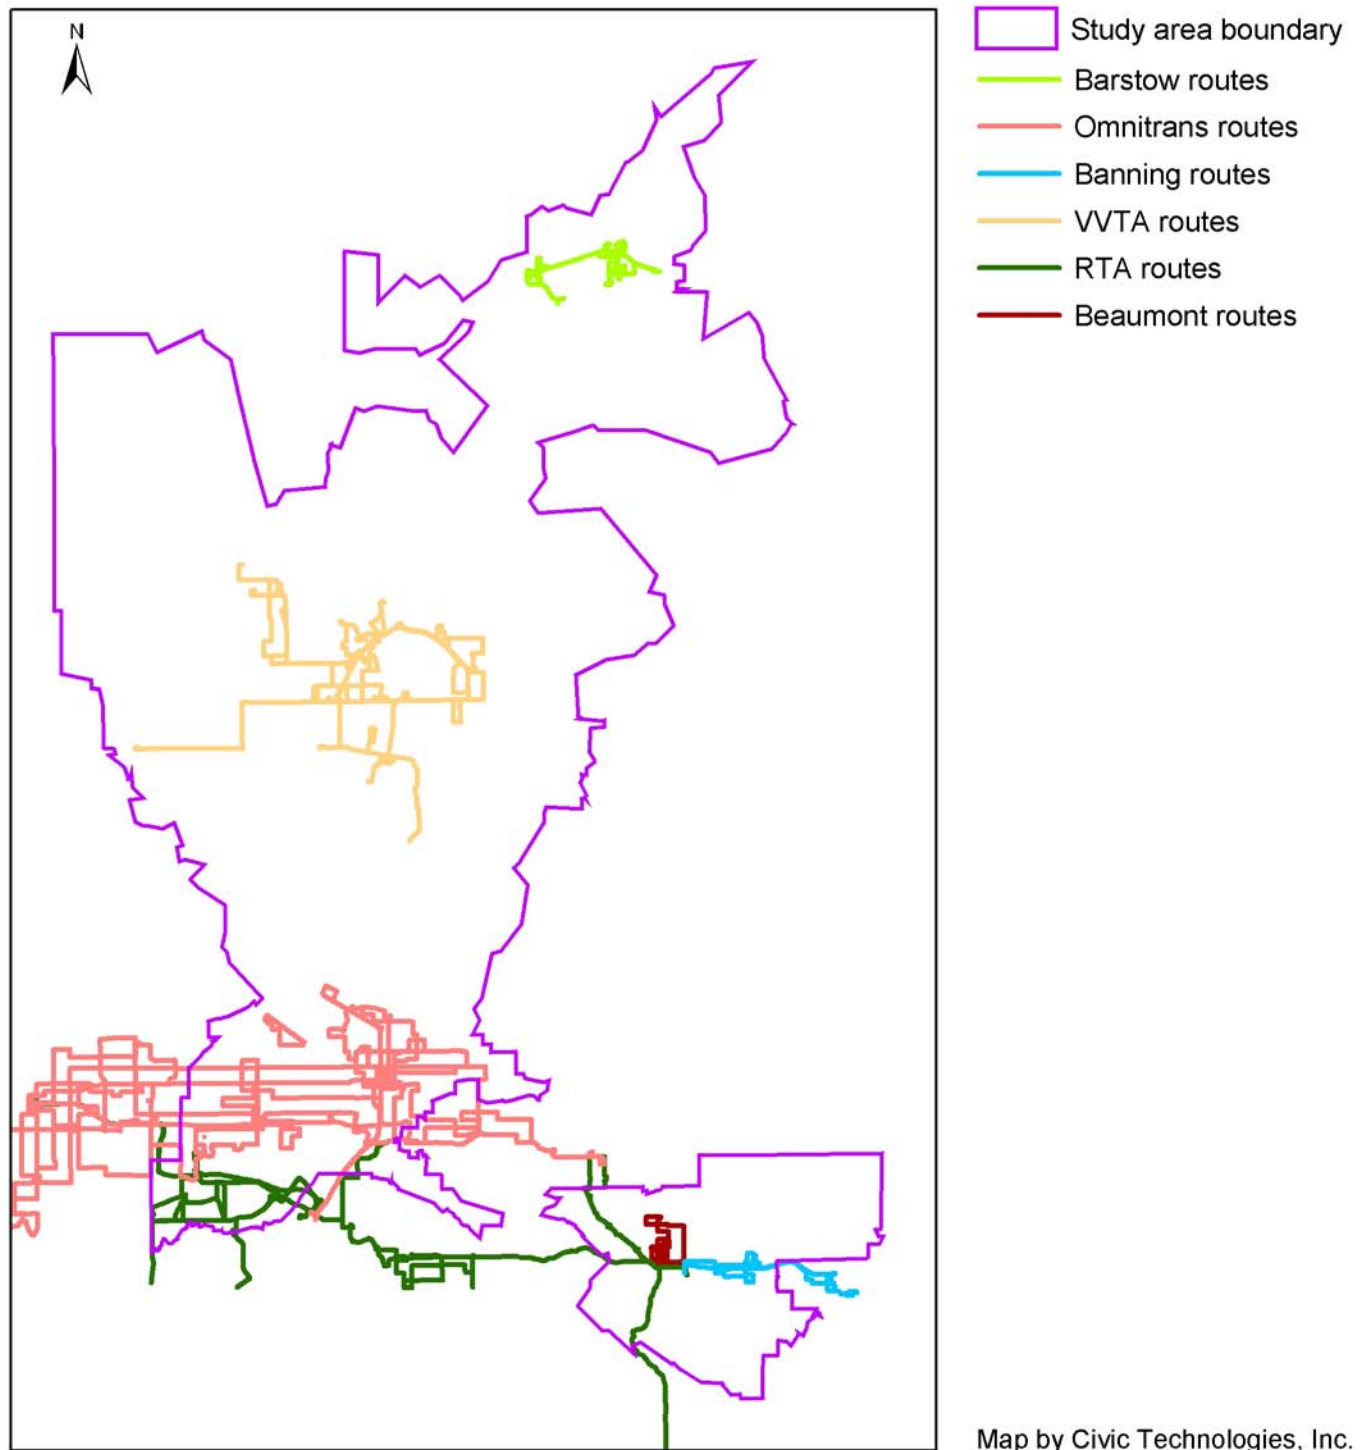 N
Study area boundary
Barstow routes
Omnitrans routes
Banning routes
VVTA routes
RTA routes
Beaumont routes
Map by Civic Technologies, Inc.